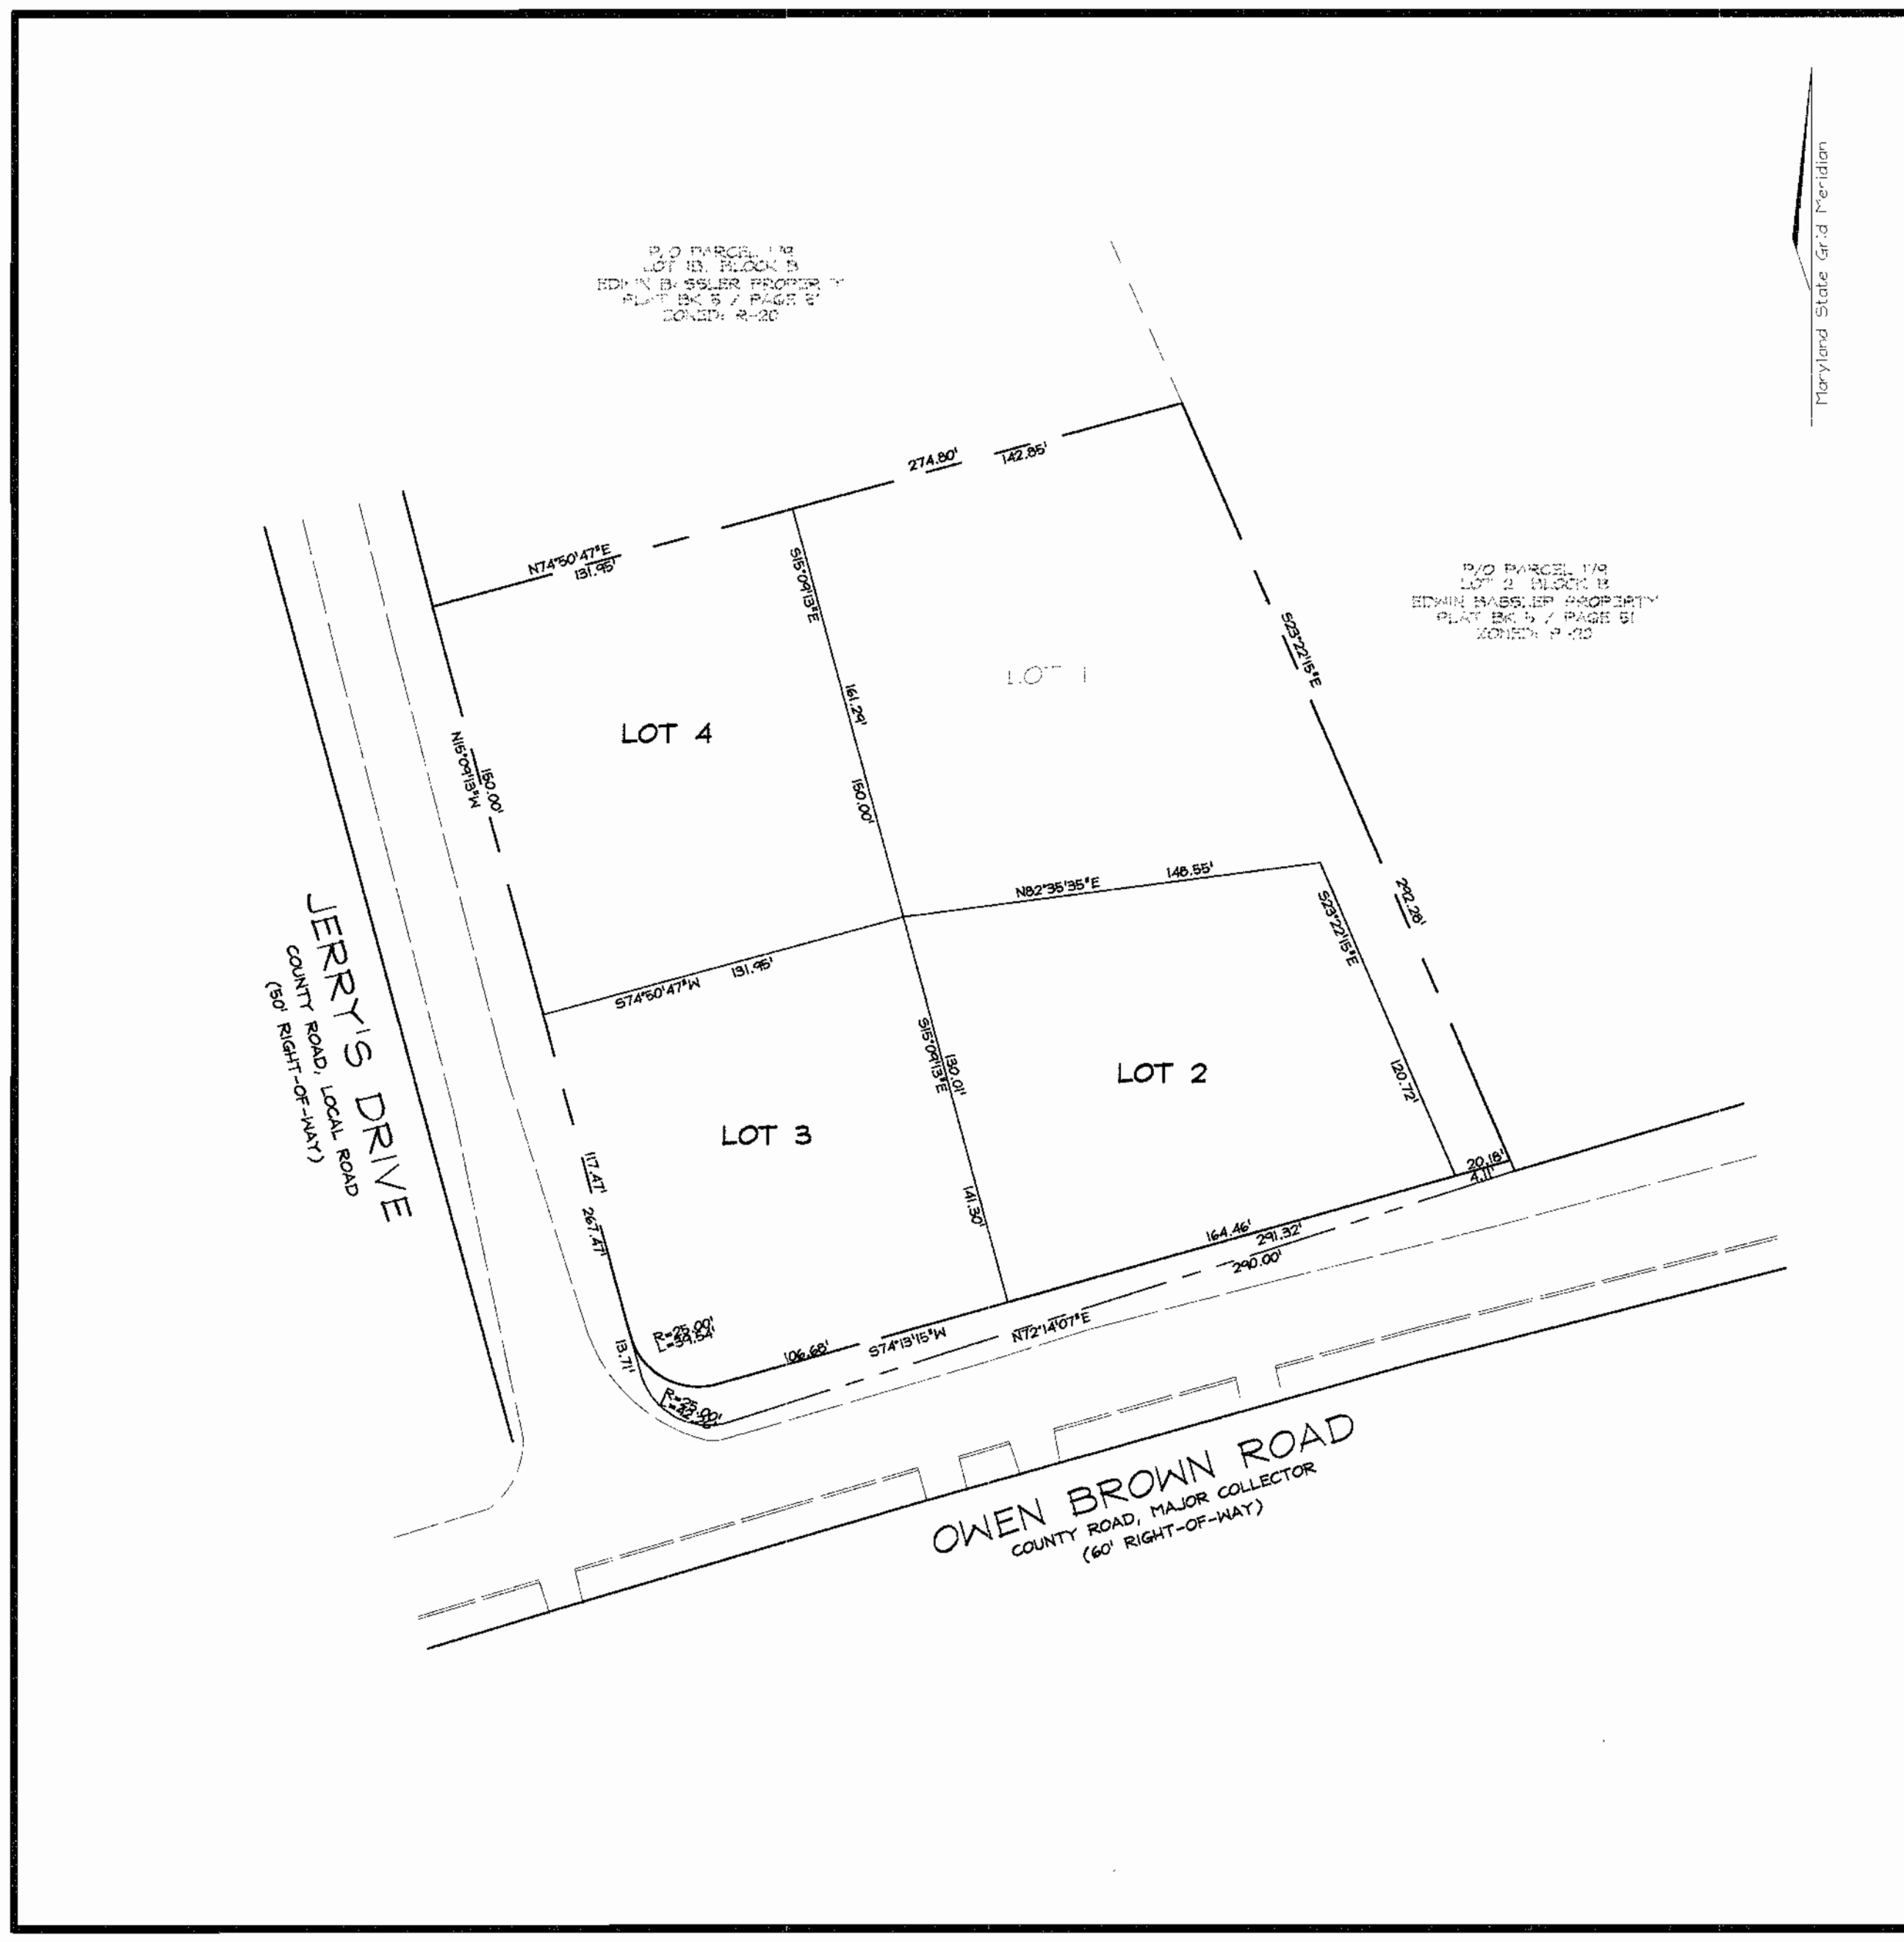 Maryland State Grid Meridian
P/O PARCEL
LOT BLOCK B
EDWIN BASSLER PROPERTY
PLAT BK 5 / PAGE 51
ZONED: R-20
274.80'
142.85'
N74°50'47"E
131.95'
S15°09'13"E
P/O PARCEL
LOT 2 BLOCK B
EDWIN BASSLER PROPERTY
PLAT BK 5 / PAGE 51
ZONED: R-20
S23°22'15"E
LOT 1
161.29'
LOT 4
N15°09'13"W
150.00'
150.00'
N82°35'35"E
148.55'
292.28'
S23°22'15"E
131.95'
S74°50'47"W
JERRY'S DRIVE
COUNTY ROAD, LOCAL ROAD
(50' RIGHT-OF-WAY)
S15°09'13"E
130.01'
LOT 2
120.72'
LOT 3
117.47'
267.47'
141.30'
20.18'
4.11'
164.46'
291.32'
290.00'
R=25.00'
L=39.54'
13.71'
106.68'
S74°13'15"W
N72°14'07"E
R=25.00'
OWEN BROWN ROAD
COUNTY ROAD, MAJOR COLLECTOR
(60' RIGHT-OF-WAY)